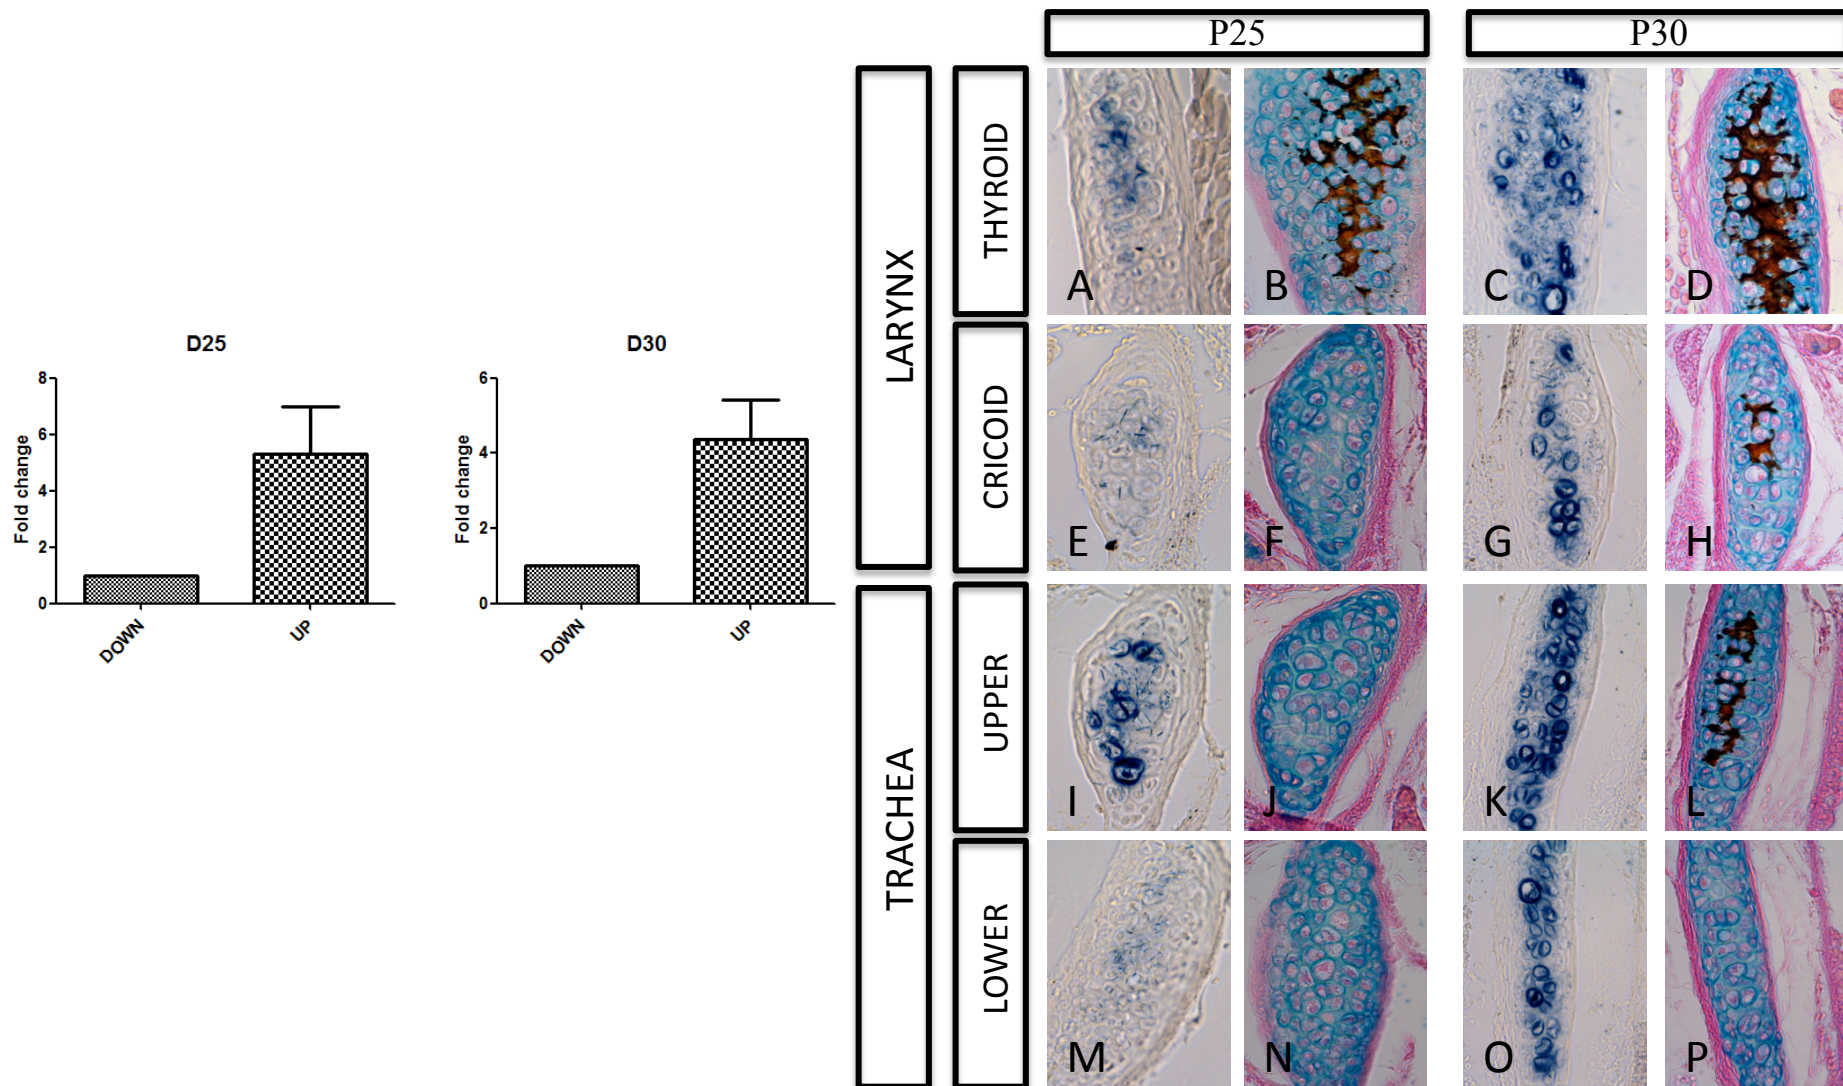 P25
P30
LARYNX
THYROID
A
B
C
D
CRICOID
E
F
G
H
TRACHEA
UPPER
I
J
K
L
LOWER
M
N
O
P
D25
Fold change
8
6
4
2
0
DOWN
UP
D30
Fold change
6
4
2
0
DOWN
UP